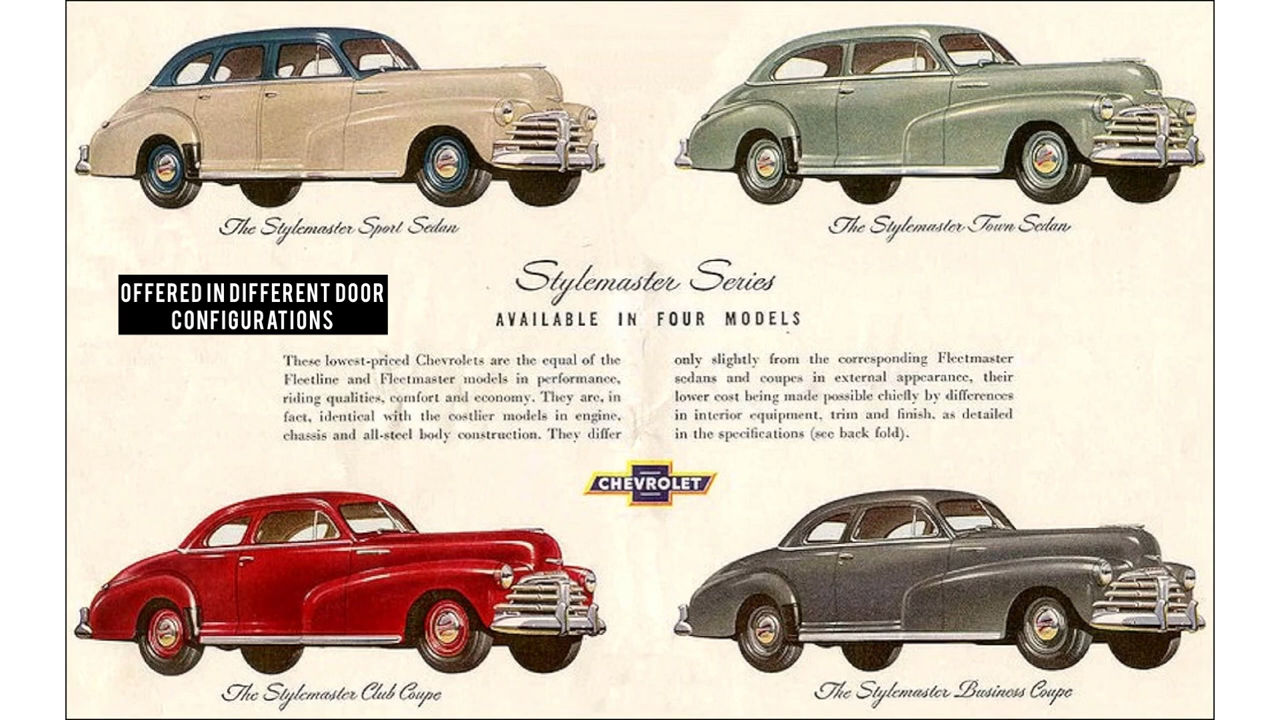 The Stylemaster Sport Sedan
The Stylemaster Town Sedan
Stylemaster Series
AVAILABLE IN FOUR MODELS
OFFERED IN DIFFERENT DOOR
CONFIGURATIONS
These lowest-priced Chevrolets are the equal of the
Fleetline and Fleetmaster models in performance,
riding qualities, comfort and economy. They are, in
fact, identical with the costlier models in engine,
chassis and all-steel body construction. They differ
only slightly from the corresponding Fleetmaster
sedans and coupes in external appearance, their
lower cost being made possible chiefly by differences
in interior equipment, trim and finish, as detailed
in the specifications (see back fold).
CHEVROLET
The Stylemaster Club Coupe
The Stylemaster Business Coupe